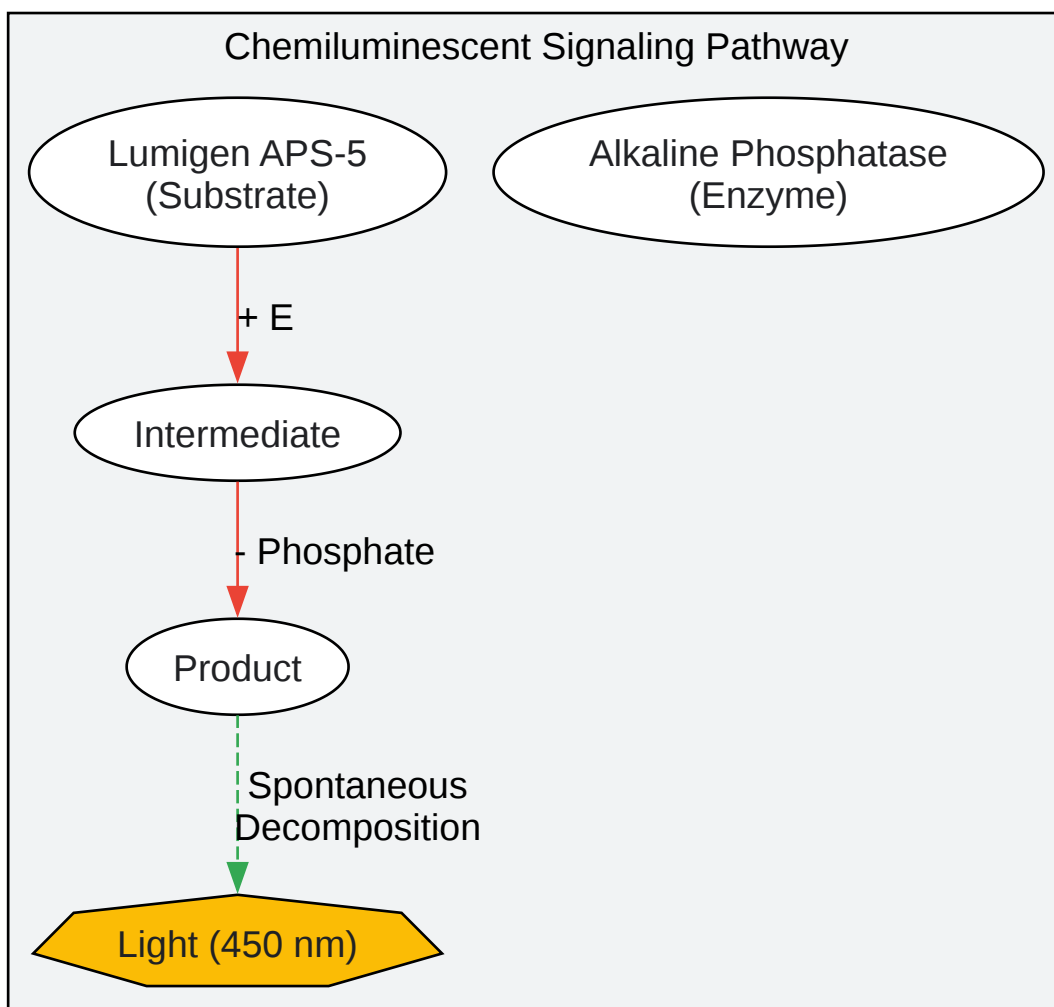 Chemiluminescent Signaling Pathway
Lumigen APS-5
(Substrate)
Alkaline Phosphatase
(Enzyme)
+ E
Intermediate
- Phosphate
Product
Spontaneous
Decomposition
Light (450 nm)